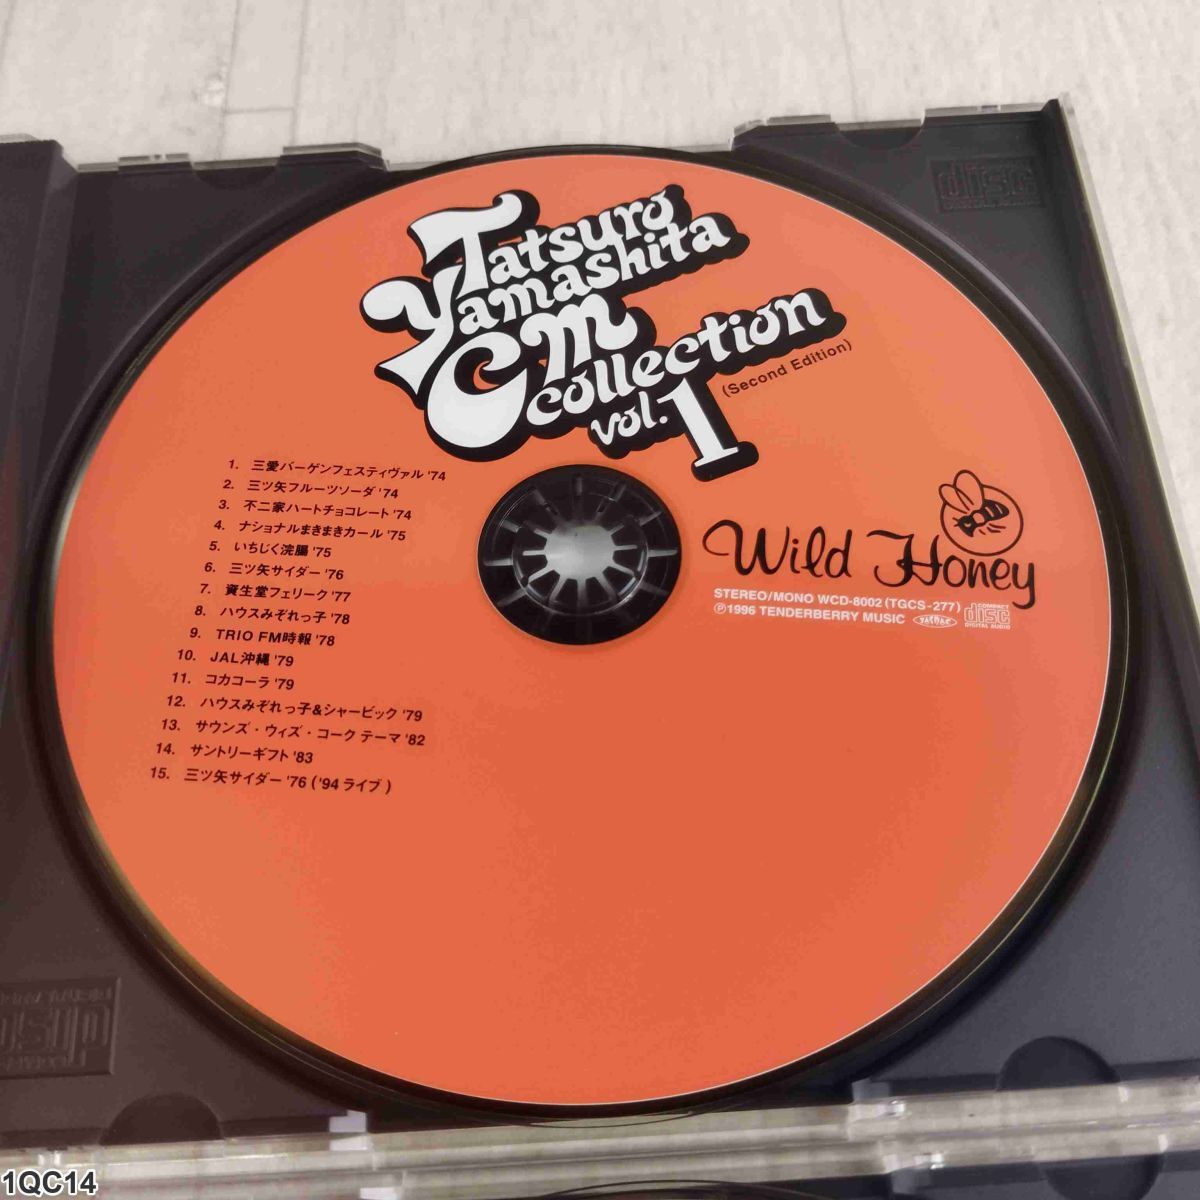 Tatsuro
Yamashita
CM
collection
vol.1
(Second Edition)
1. 三愛バーゲンフェスティヴァル '74
2. 三ツ矢フルーツソーダ '74
3. 不二家ハートチョコレート '74
4. ナショナルまきまきカール '75
5. いちじく浣腸 '75
6. 三ツ矢サイダー '76
7. 資生堂フェリーク '77
8. ハウスみぞれっ子 '78
9. TRIO FM時報 '78
10. JAL沖縄 '79
11. コカコーラ '79
12. ハウスみぞれっ子&シャービック '79
13. サウンズ・ウィズ・コーク テーマ '82
14. サントリーギフト '83
15. 三ツ矢サイダー '76 ('94 ライブ )
Wild Honey
STEREO/MONO WCD-8002 (TGCS-277)
℗1996 TENDERBERRY MUSIC
COMPACT
disc
DIGITAL AUDIO
disc
1QC14